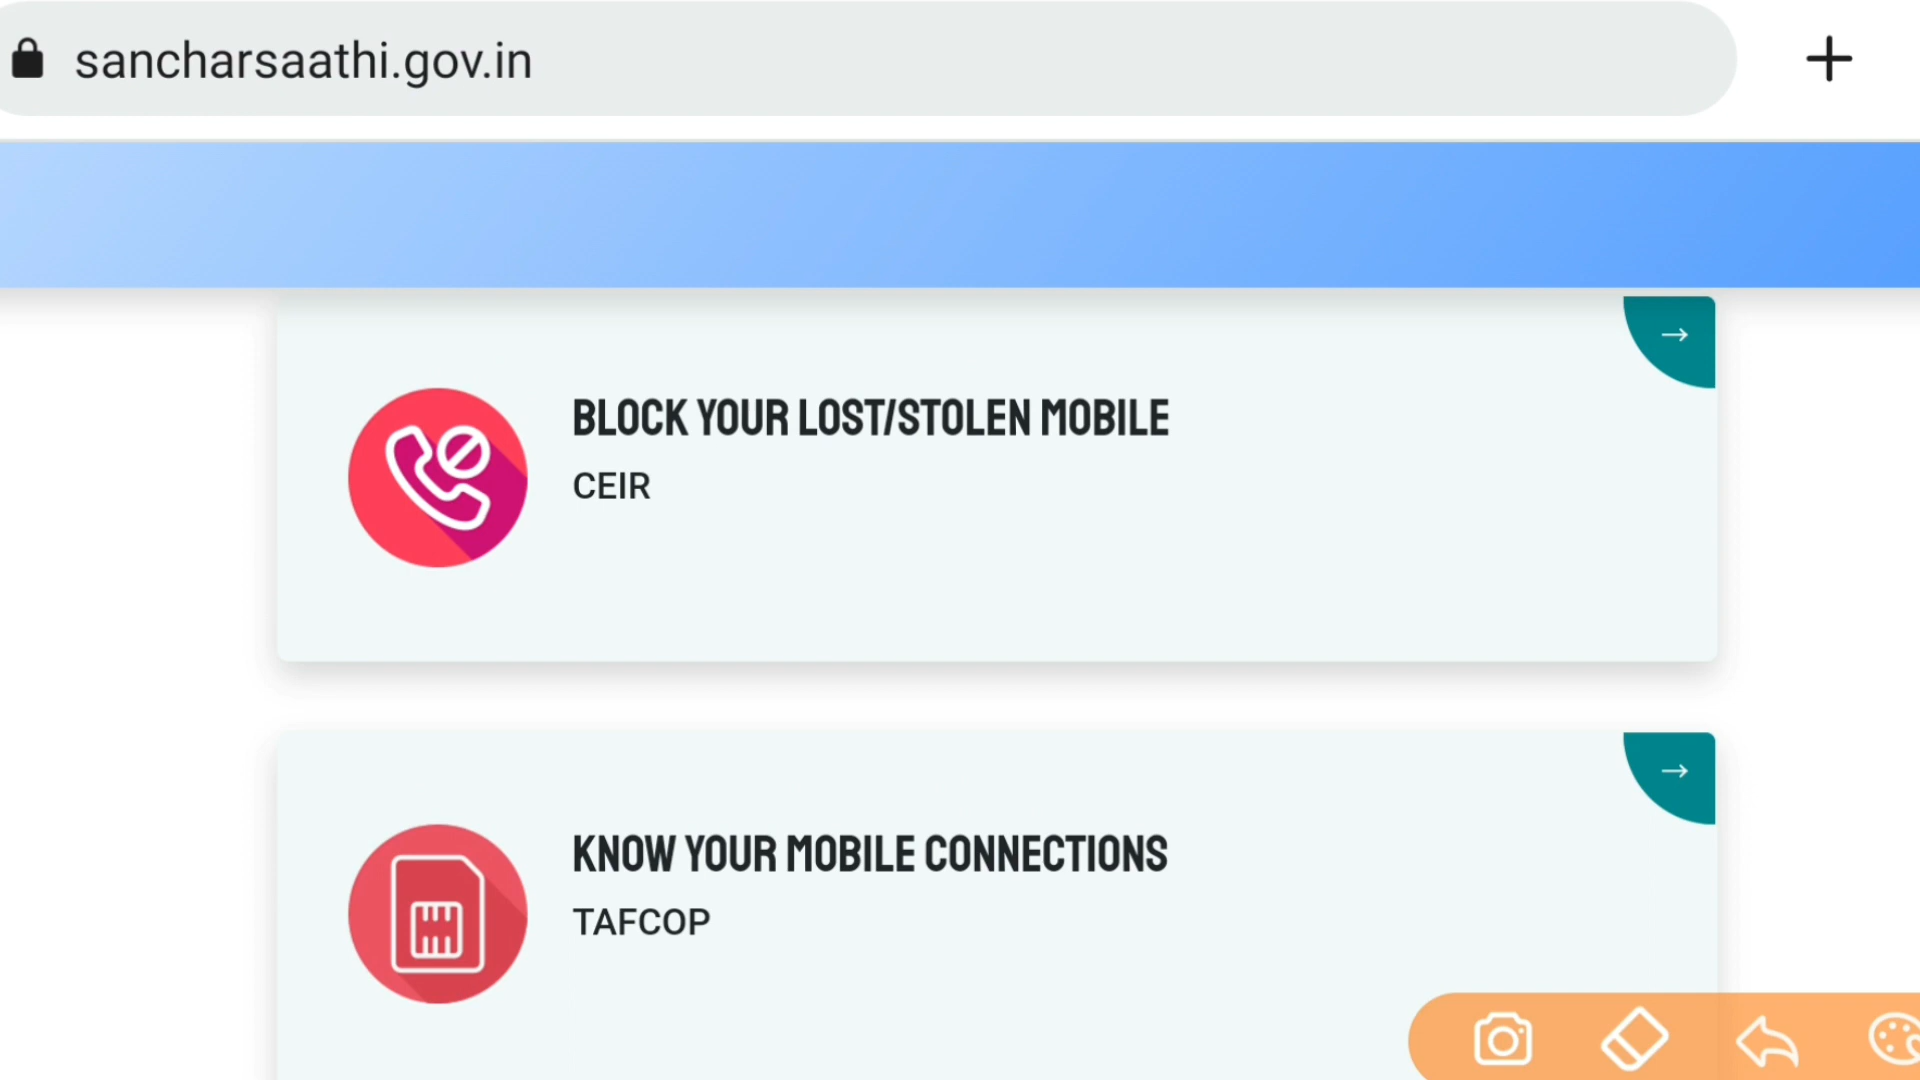 sancharsaathi.gov.in
BLOCK YOUR LOST/STOLEN MOBILE
CEIR
KNOW YOUR MOBILE CONNECTIONS
TAFCOP